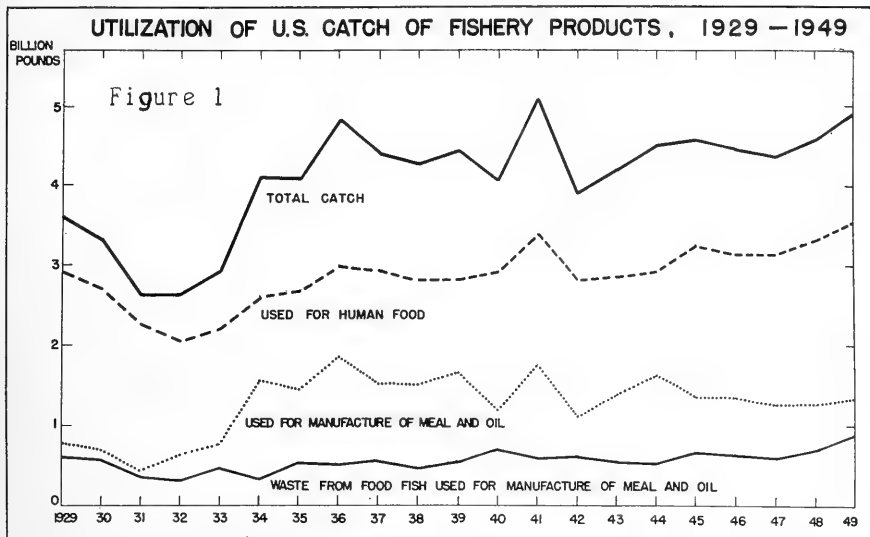 UTILIZATION OF U.S. CATCH OF FISHERY PRODUCTS, 1929 — 1949
BILLION
POUNDS
Figure 1
5
4
3
2
1
0
TOTAL CATCH
USED FOR HUMAN FOOD
USED FOR MANUFACTURE OF MEAL AND OIL
WASTE FROM FOOD FISH USED FOR MANUFACTURE OF MEAL AND OIL
1929 30 31 32 33 34 35 36 37 38 39 40 41 42 43 44 45 46 47 48 49